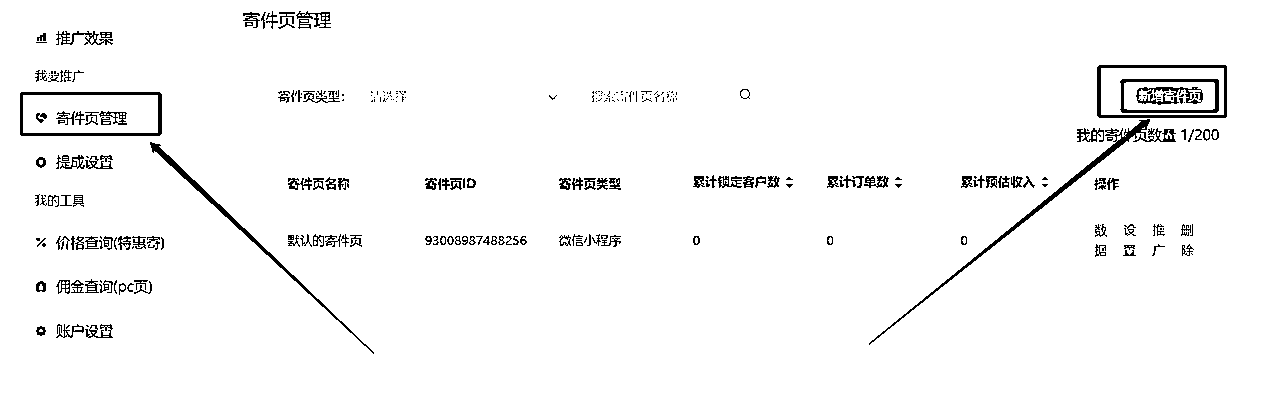 寄件页管理
推广效果
我要推广
寄件页管理
提成设置
我的工具
价格查询(特惠寄)
佣金查询(pc页)
账户设置
寄件页类型: 请选择 搜索寄件页名称
新增寄件页
我的寄件页数量 1/200
寄件页名称 寄件页ID 寄件页类型 累计锁定客户数 累计订单数 累计预估收入 操作
默认的寄件页 93008987488256 微信小程序 0 0 0 数据 设置 推广 删除